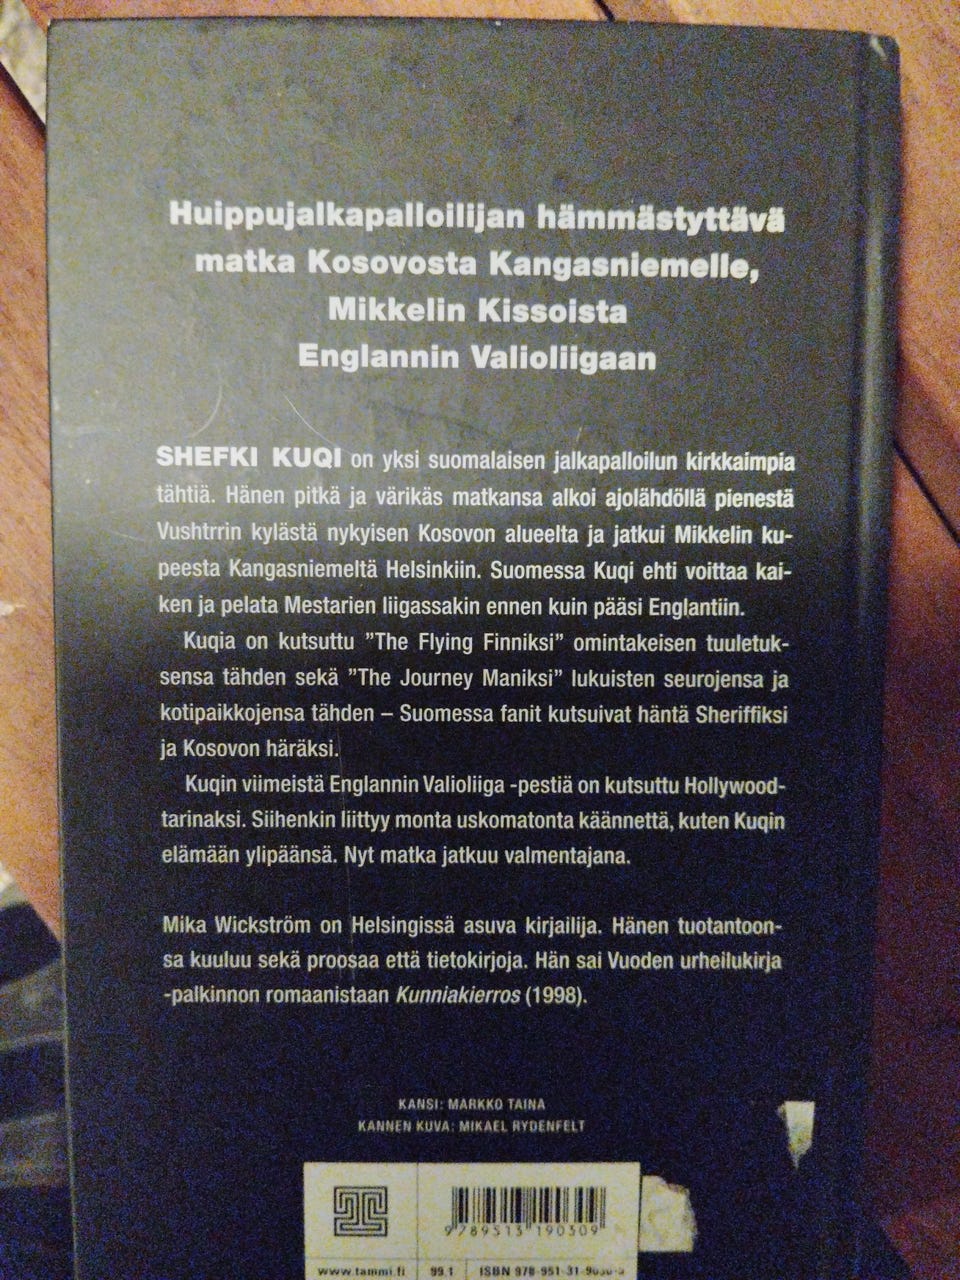 Huippujalkapalloilijan hämmästyttävä
matka Kosovosta Kangasniemelle,
Mikkelin Kissoista
Englannin Valioliigaan
SHEFKI KUQI on yksi suomalaisen jalkapalloilun kirkkaimpia
tähtiä. Hänen pitkä ja värikäs matkansa alkoi ajolähdöllä pienestä
Vushtrrin kylästä nykyisen Kosovon alueelta ja jatkui Mikkelin ku-
peesta Kangasniemeltä Helsinkiin. Suomessa Kuqi ehti voittaa kai-
ken ja pelata Mestarien liigassakin ennen kuin pääsi Englantiin.
Kuqia on kutsuttu ”The Flying Finniksi” omintakeisen tuuletuk-
sensa tähden sekä ”The Journey Maniksi” lukuisten seurojensa ja
kotipaikkojensa tähden – Suomessa fanit kutsuivat häntä Sheriffiksi
ja Kosovon häräksi.
Kuqin viimeistä Englannin Valioliiga -pestiä on kutsuttu Hollywood-
tarinaksi. Siihenkin liittyy monta uskomatonta käännettä, kuten Kuqin
elämään ylipäänsä. Nyt matka jatkuu valmentajana.
Mika Wickström on Helsingissä asuva kirjailija. Hänen tuotantoon-
sa kuuluu sekä proosaa että tietokirjoja. Hän sai Vuoden urheilukirja
-palkinnon romaanistaan Kunniakierros (1998).
KANSI: MARKKO TAINA
KANNEN KUVA: MIKAEL RYDENFELT
9 789513 190309
www.tammi.fi 99.1 ISBN